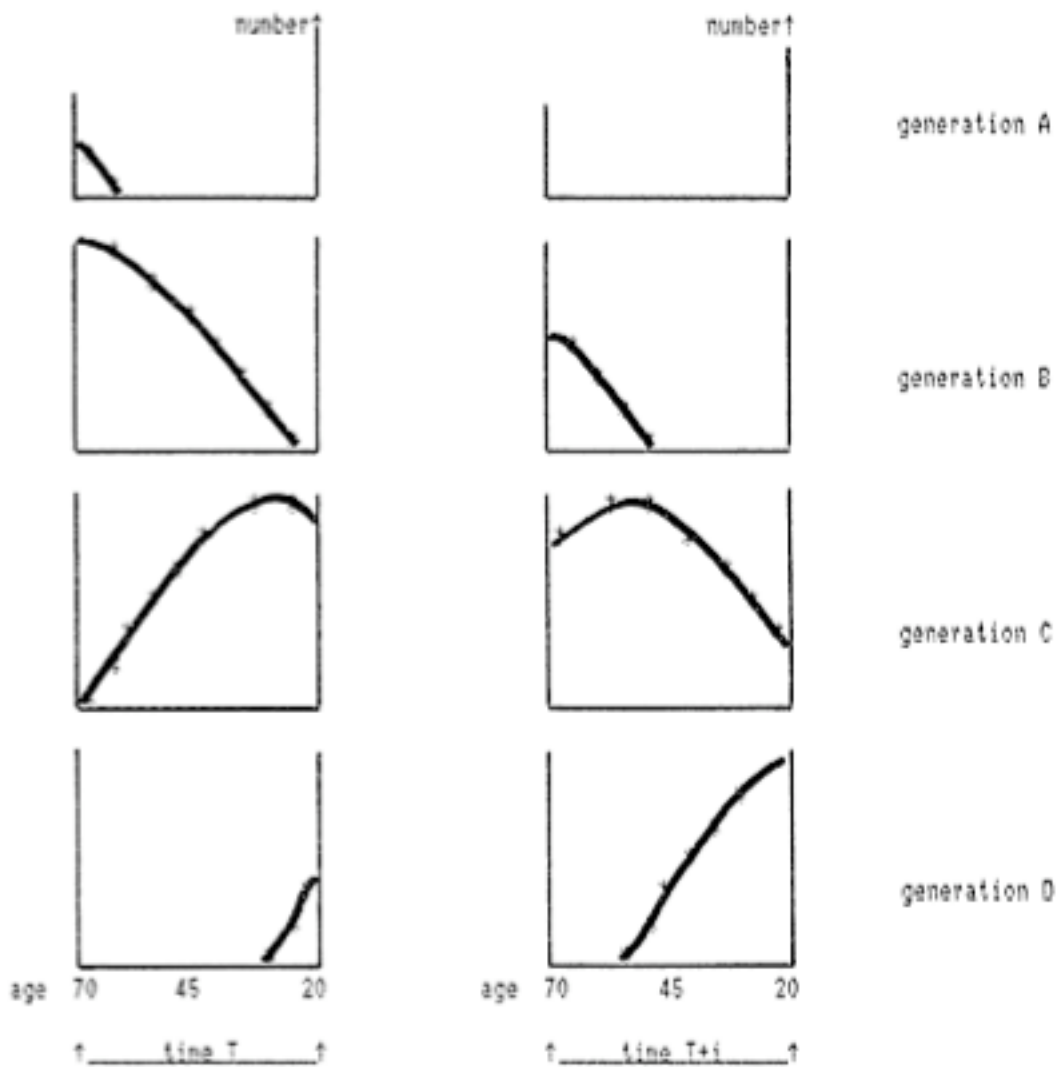 number↑ number↑
generation A
generation B
generation C
generation D
age 70 45 20 age 70 45 20
↑ time T ↑ ↑ time T+i ↑